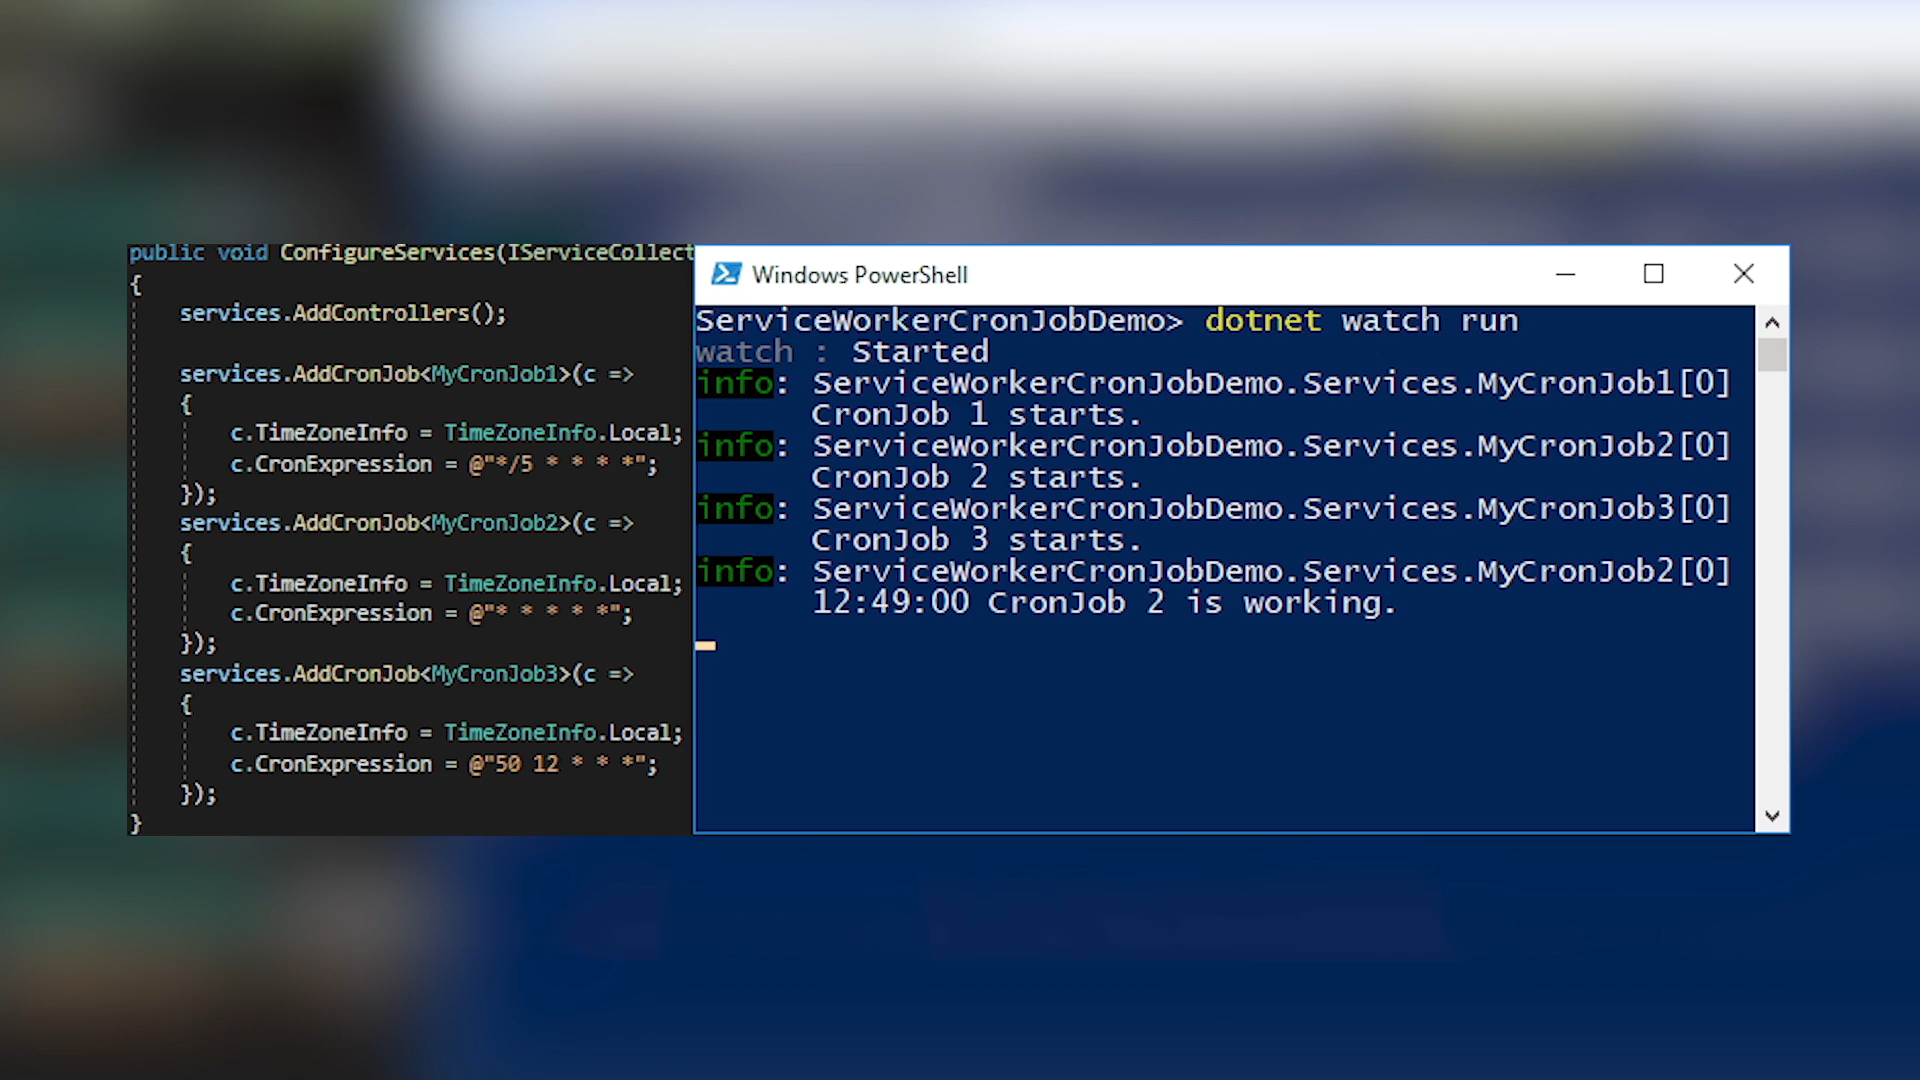 public void ConfigureServices(IServiceCollect
{
services.AddControllers();
services.AddCronJob<MyCronJob1>(c =>
{
c.TimeZoneInfo = TimeZoneInfo.Local;
c.CronExpression = @"*/5 * * * *";
});
services.AddCronJob<MyCronJob2>(c =>
{
c.TimeZoneInfo = TimeZoneInfo.Local;
c.CronExpression = @"* * * * *";
});
services.AddCronJob<MyCronJob3>(c =>
{
c.TimeZoneInfo = TimeZoneInfo.Local;
c.CronExpression = @"50 12 * * *";
});
}
Windows PowerShell
ServiceWorkerCronJobDemo> dotnet watch run
watch : Started
info: ServiceWorkerCronJobDemo.Services.MyCronJob1[0]
CronJob 1 starts.
info: ServiceWorkerCronJobDemo.Services.MyCronJob2[0]
CronJob 2 starts.
info: ServiceWorkerCronJobDemo.Services.MyCronJob3[0]
CronJob 3 starts.
info: ServiceWorkerCronJobDemo.Services.MyCronJob2[0]
12:49:00 CronJob 2 is working.